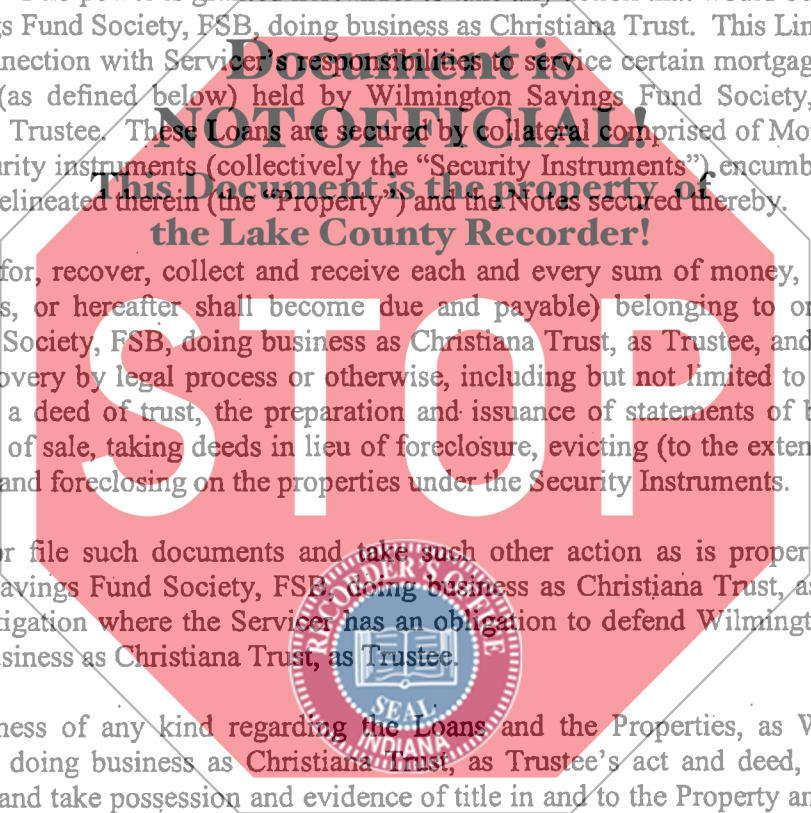 gs Fund Society, FSB, doing business as Christiana Trust. This Lim
Document is
nnection with Servicer's responsibilities to service certain mortgag
(as defined below) held by Wilmington Savings Fund Society,
NOT OFFICIAL!
Trustee. These Loans are secured by collateral comprised of Mo
urity instruments (collectively the “Security Instruments”) encumb
This Document is the property of
elineated therein (the “Property”) and the Notes secured thereby.
the Lake County Recorder!
for, recover, collect and receive each and every sum of money,
s, or hereafter shall become due and payable) belonging to or
Society, FSB, doing business as Christiana Trust, as Trustee, and
overy by legal process or otherwise, including but not limited to
STOP
a deed of trust, the preparation and issuance of statements of b
of sale, taking deeds in lieu of foreclosure, evicting (to the exten
and foreclosing on the properties under the Security Instruments.
or file such documents and take such other action as is proper
avings Fund Society, FSB, doing business as Christiana Trust, as
tigation where the Servicer has an obligation to defend Wilmingt
usiness as Christiana Trust, as Trustee.
RECORDER'S OFFICE
SEAL
INDIANA
ness of any kind regarding the Loans and the Properties, as W
doing business as Christiana Trust, as Trustee's act and deed,
and take possession and evidence of title in and to the Property an